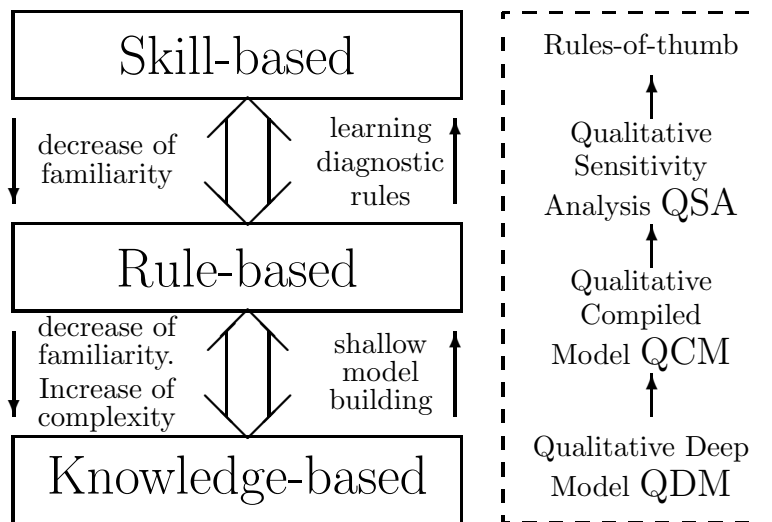 Skill-based
decrease of
familiarity
learning
diagnostic
rules
Rule-based
decrease of
familiarity.
Increase of
complexity
shallow
model
building
Knowledge-based
Rules-of-thumb
Qualitative
Sensitivity
Analysis QSA
Qualitative
Compiled
Model QCM
Qualitative Deep
Model QDM